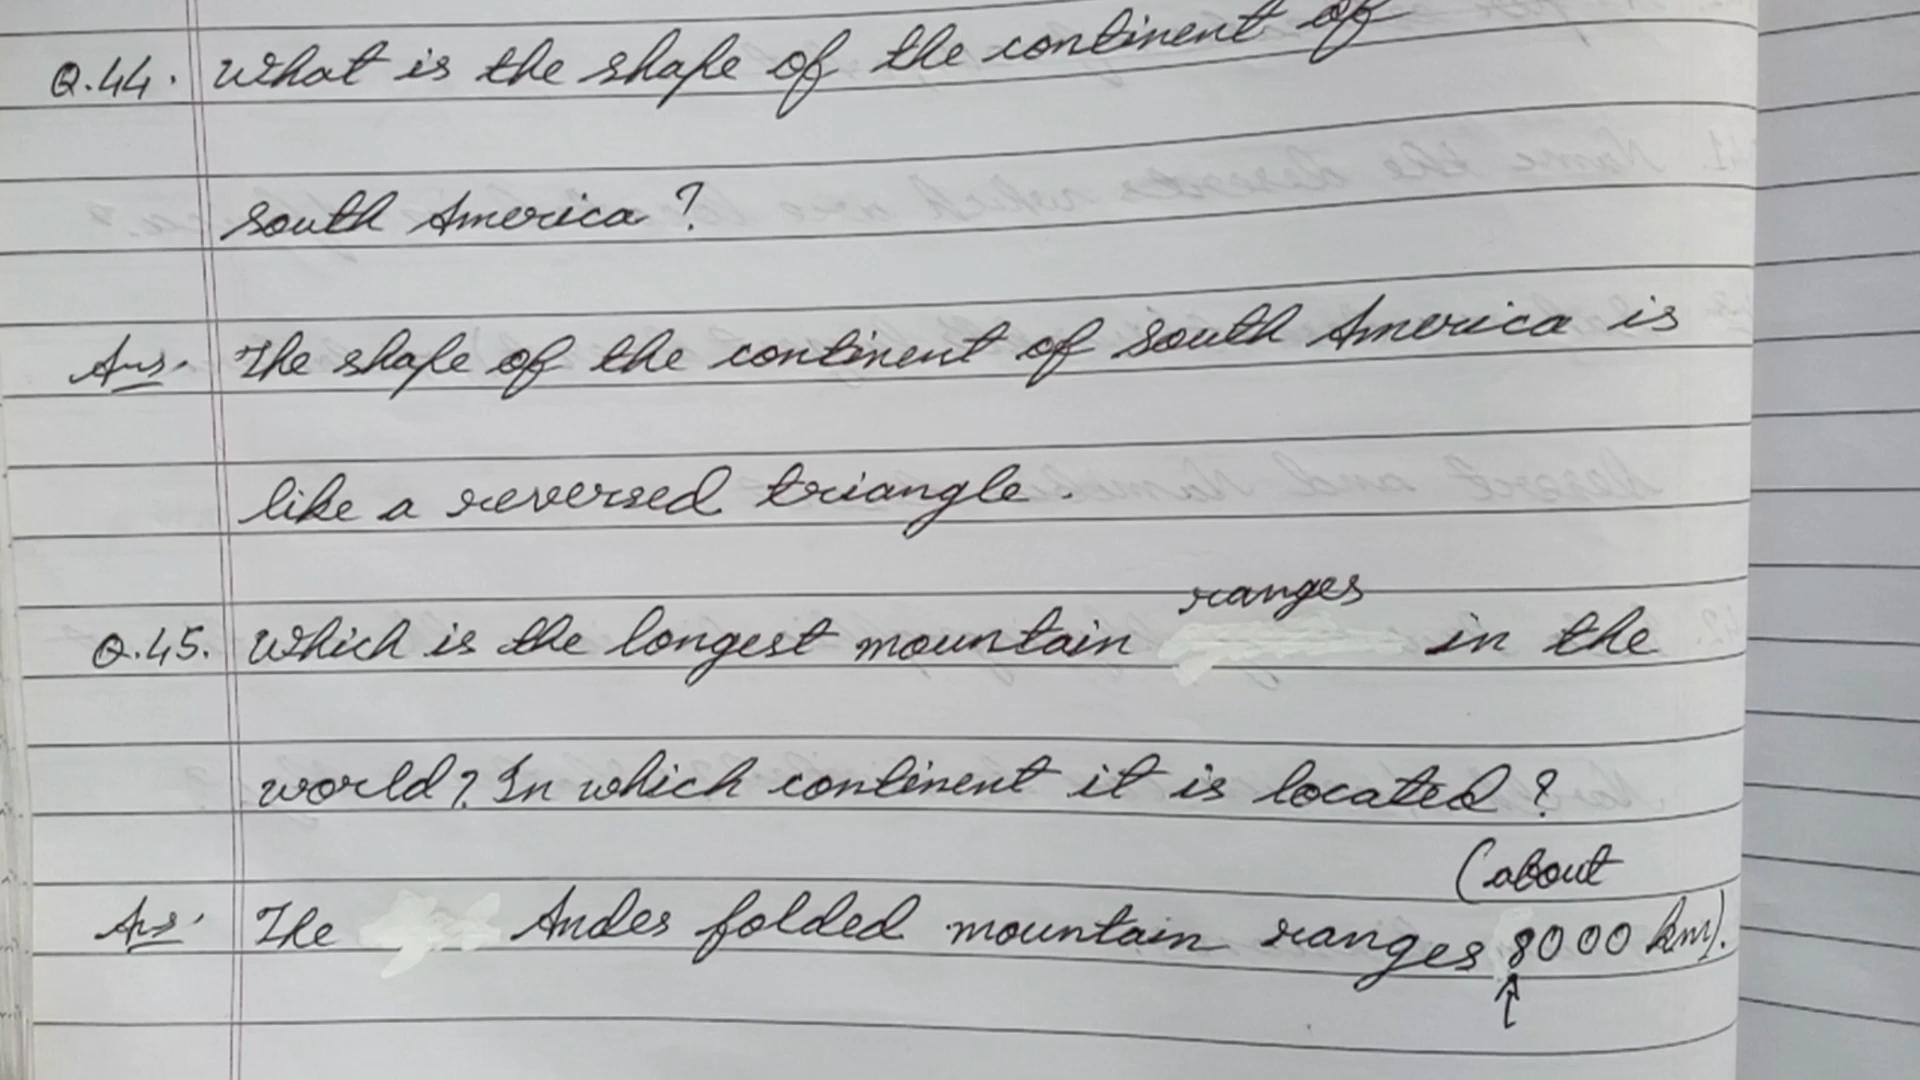 Q.44. What is the shape of the continent of
South America ?
Ans. The shape of the continent of South America is
like a reversed triangle.
ranges
Q.45. Which is the longest mountain in the
world? In which continent it is located ?
(about
Ans. The Andes folded mountain ranges 8000 km).